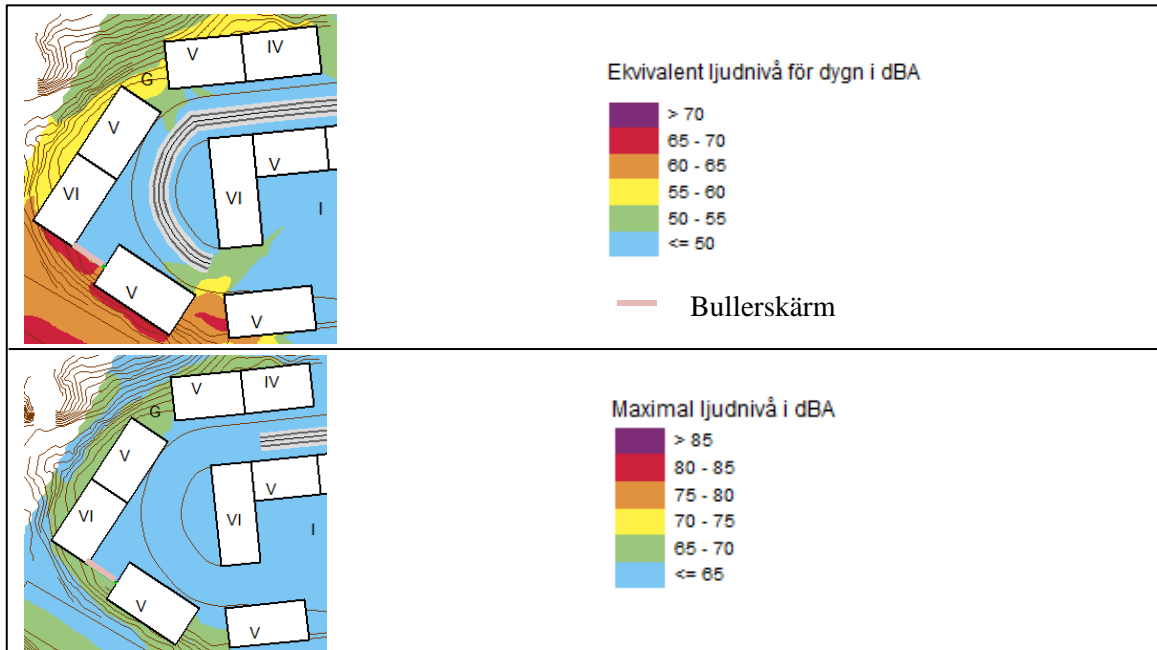 V IV
G
V
V
VI
VI
I
V
V
Ekvivalent ljudnivå för dygn i dBA
> 70
65 - 70
60 - 65
55 - 60
50 - 55
<= 50
Bullerskärm
V IV
G
V
V
VI
VI
I
V
V
Maximal ljudnivå i dBA
> 85
80 - 85
75 - 80
70 - 75
65 - 70
<= 65